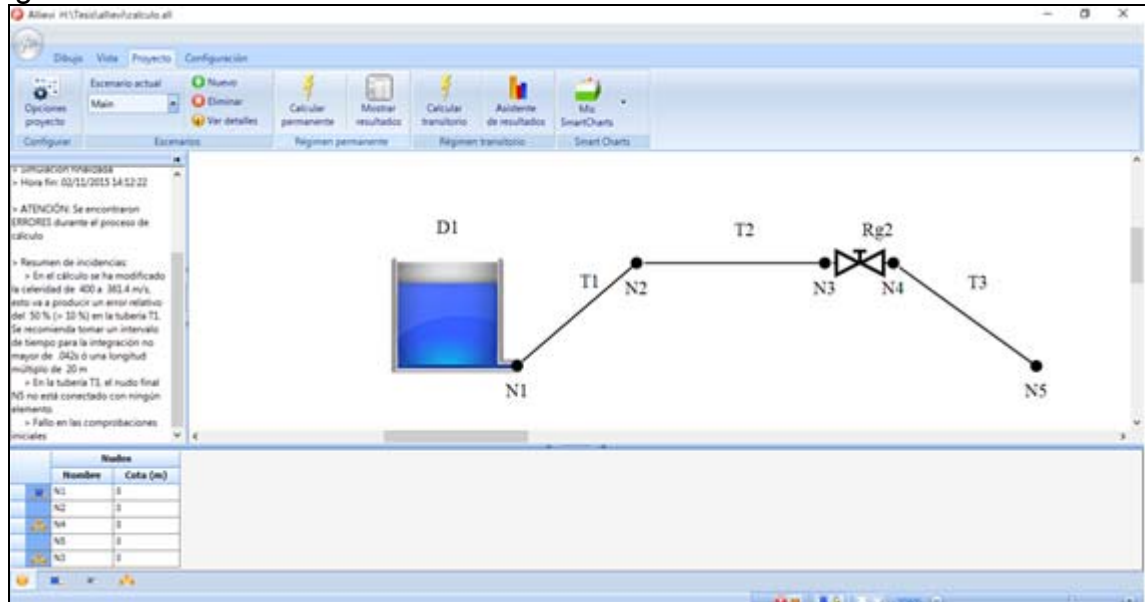 Allievi H:\Tesis\allievi\calculo.all
Dibujo Vista Proyecto Configuración
Opciones proyecto
Escenario actual
Main
Nuevo
Eliminar
Ver detalles
Calcular permanente
Mostrar resultados
Calcular transitorio
Asistente de resultados
Mis SmartCharts
Configurar Escenarios Régimen permanente Régimen transitorio Smart Charts
> Simulación finalizada
> Hora fin: 02/11/2015 14:12:22
> ATENCIÓN: Se encontraron
ERRORES durante el proceso de
cálculo
> Resumen de incidencias:
> En el cálculo se ha modificado
la celeridad de 400 a 361.4 m/s,
esto va a producir un error relativo
del 50 % (> 10 %) en la tubería T1.
Se recomienda tomar un intervalo
de tiempo para la integración no
mayor de .042s ó una longitud
múltiplo de 20 m
> En la tubería T3, el nudo final
N5 no está conectado con ningún
elemento.
> Fallo en las comprobaciones
iniciales
D1
T2
Rg2
T1
N2
N3
N4
T3
N1
N5
Nudos
Nombre Cota (m)
N1
N2
N4
N5
N3